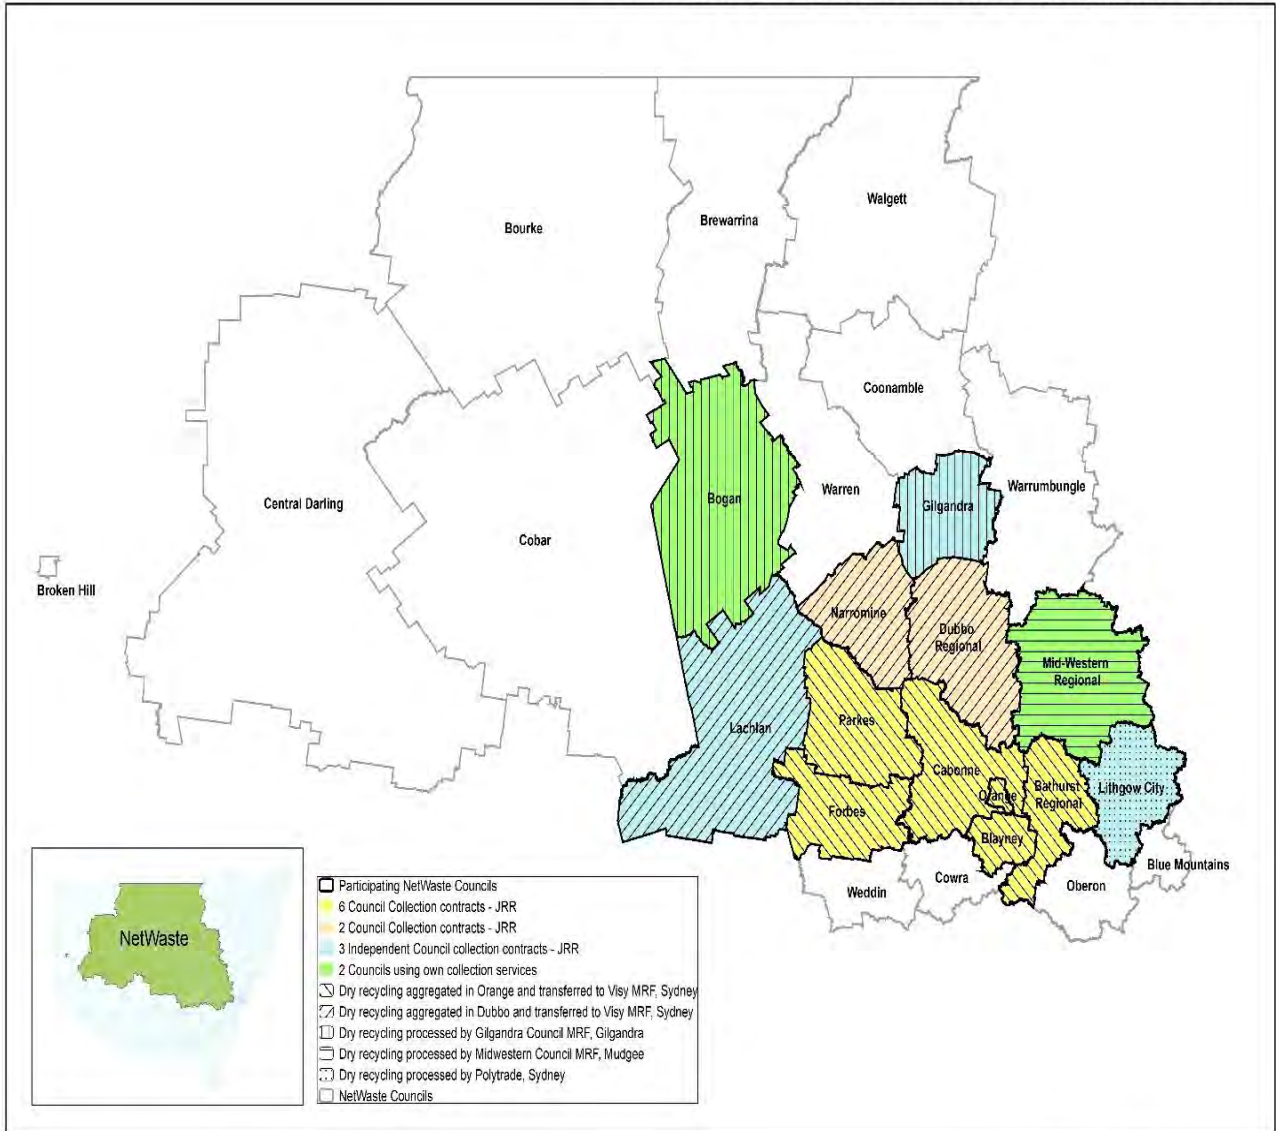 Walgett
Brewarrina
Bourke
Coonamble
Warrumbungle
Warren
Bogan
Gilgandra
Central Darling
Cobar
Broken Hill
Narromine
Dubbo
Regional
Mid-Western
Regional
Parkes
Lachlan
Cabonne
Lithgow City
Orange
Bathurst
Regional
Forbes
Blayney
Blue Mountains
Cowra
Oberon
Weddin
NetWaste
Participating NetWaste Councils
6 Council Collection contracts - JRR
2 Council Collection contracts - JRR
3 Independent Council collection contracts - JRR
2 Councils using own collection services
Dry recycling aggregated in Orange and transferred to Visy MRF, Sydney
Dry recycling aggregated in Dubbo and transferred to Visy MRF, Sydney
Dry recycling processed by Gilgandra Council MRF, Gilgandra
Dry recycling processed by Midwestern Council MRF, Mudgee
Dry recycling processed by Polytrade, Sydney
NetWaste Councils